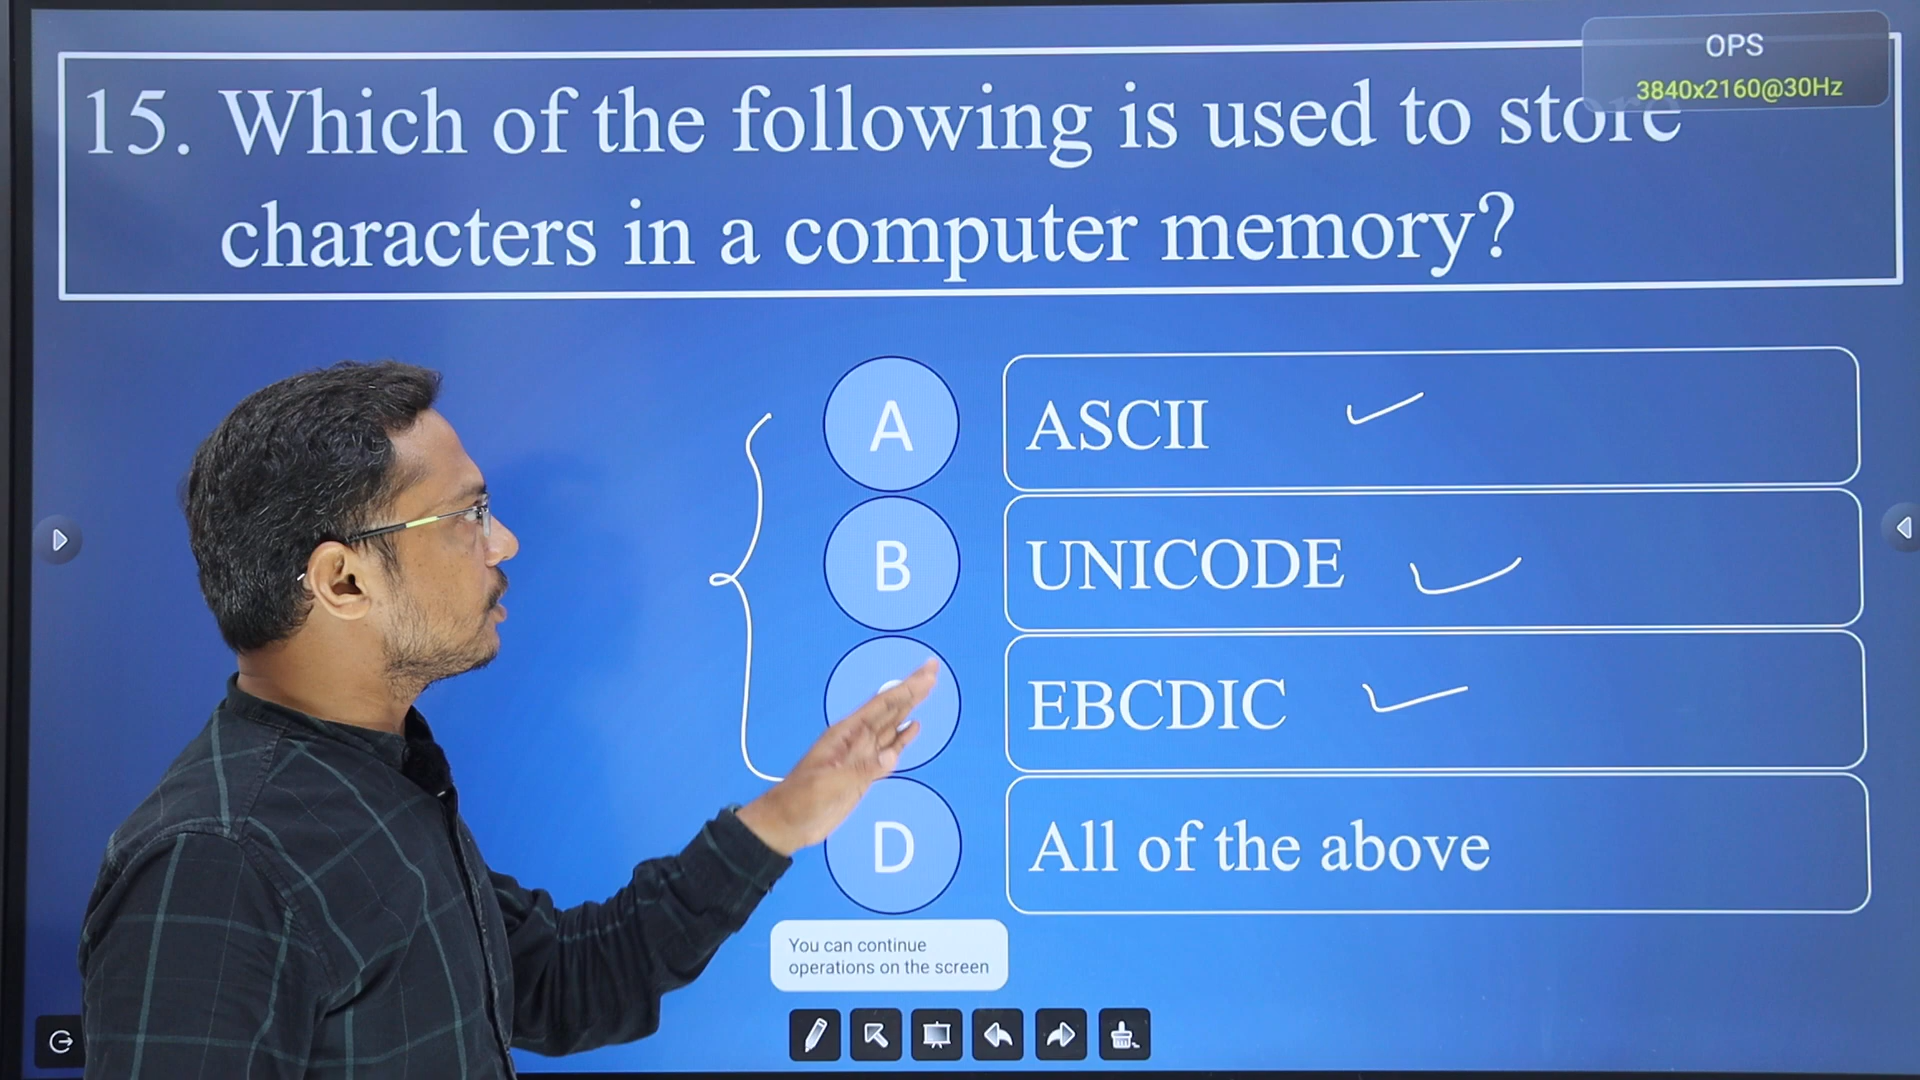 OPS
3840x2160@30Hz
15. Which of the following is used to store
characters in a computer memory?
A ASCII
B UNICODE
EBCDIC
D All of the above
You can continue
operations on the screen